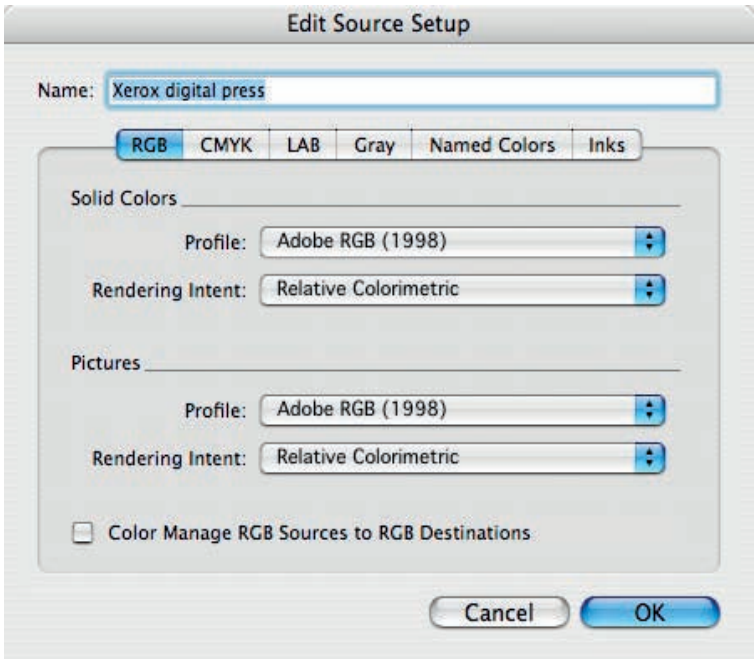 Edit Source Setup
Name: Xerox digital press
RGB CMYK LAB Gray Named Colors Inks
Solid Colors
Profile: Adobe RGB (1998)
Rendering Intent: Relative Colorimetric
Pictures
Profile: Adobe RGB (1998)
Rendering Intent: Relative Colorimetric
Color Manage RGB Sources to RGB Destinations
Cancel OK